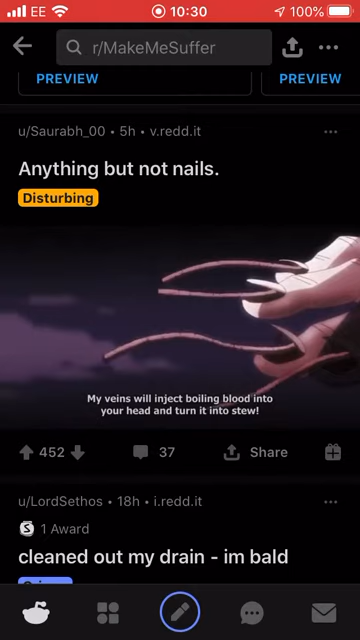 EE
10:30
100%
r/MakeMeSuffer
PREVIEW
PREVIEW
u/Saurabh_00 • 5h • v.redd.it
Anything but not nails.
Disturbing
My veins will inject boiling blood into
your head and turn it into stew!
452
37
Share
u/LordSethos • 18h • i.redd.it
1 Award
cleaned out my drain - im bald